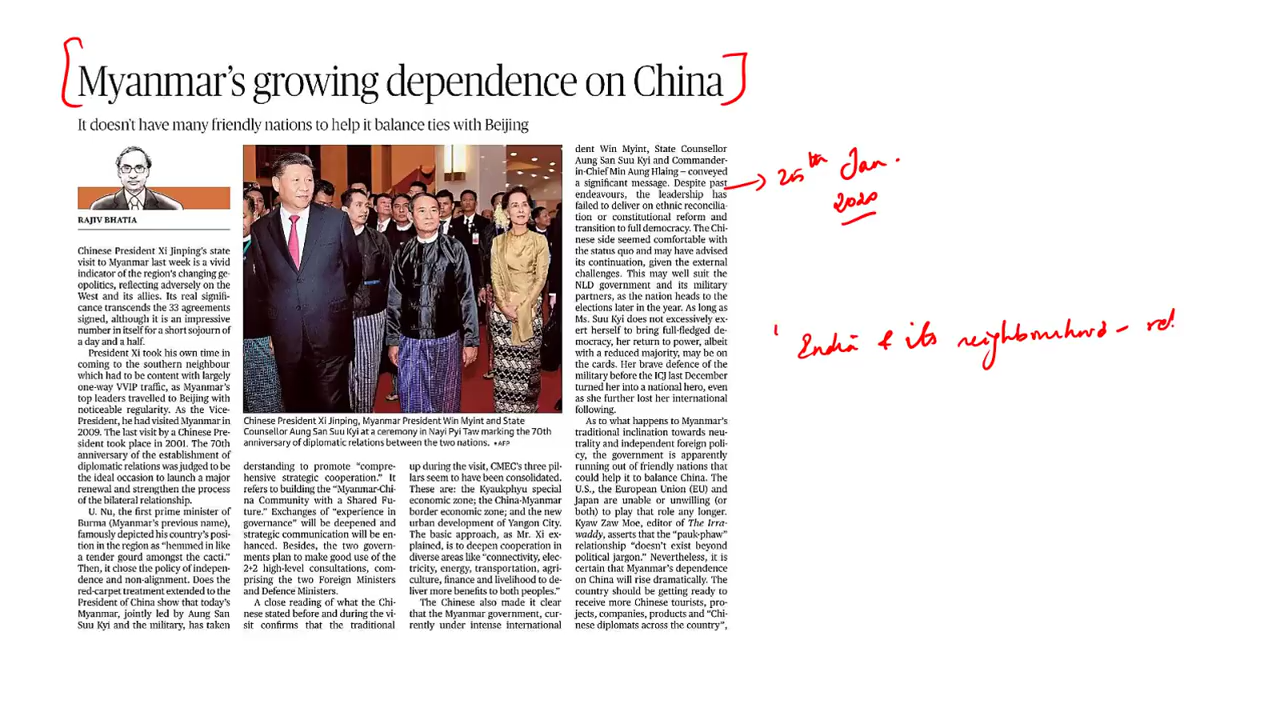 Myanmar's growing dependence on China
It doesn't have many friendly nations to help it balance ties with Beijing
RAJIV BHATIA
Chinese President Xi Jinping's state
visit to Myanmar last week is a vivid
indicator of the region's changing ge-
opolitics, reflecting adversely on the
West and its allies. Its real signifi-
cance transcends the 33 agreements
signed, although it is an impressive
number in itself for a short sojourn of
a day and a half.
President Xi took his own time in
coming to the southern neighbour
which had to be content with largely
one-way VVIP traffic, as Myanmar's
top leaders travelled to Beijing with
noticeable regularity. As the Vice-
President, he had visited Myanmar in
2009. The last visit by a Chinese Pre-
sident took place in 2001. The 70th
anniversary of the establishment of
diplomatic relations was judged to be
the ideal occasion to launch a major
renewal and strengthen the process
of the bilateral relationship.
U. Nu, the first prime minister of
Burma (Myanmar's previous name),
famously depicted his country's posi-
tion in the region as "hemmed in like
a tender gourd amongst the cacti."
Then, it chose the policy of indepen-
dence and non-alignment. Does the
red-carpet treatment extended to the
President of China show that today's
Myanmar, jointly led by Aung San
Suu Kyi and the military, has taken
Chinese President Xi Jinping, Myanmar President Win Myint and State
Counsellor Aung San Suu Kyi at a ceremony in Nayi Pyi Taw marking the 70th
anniversary of diplomatic relations between the two nations. •AFP
derstanding to promote "compre-
hensive strategic cooperation." It
refers to building the "Myanmar-Chi-
na Community with a Shared Fu-
ture." Exchanges of "experience in
governance" will be deepened and
strategic communication will be en-
hanced. Besides, the two govern-
ments plan to make good use of the
2+2 high-level consultations, com-
prising the two Foreign Ministers
and Defence Ministers.
A close reading of what the Chi-
nese stated before and during the vi-
sit confirms that the traditional
up during the visit, CMEC's three pil-
lars seem to have been consolidated.
These are: the Kyaukphyu special
economic zone; the China-Myanmar
border economic zone; and the new
urban development of Yangon City.
The basic approach, as Mr. Xi ex-
plained, is to deepen cooperation in
diverse areas like "connectivity, elec-
tricity, energy, transportation, agri-
culture, finance and livelihood to de-
liver more benefits to both peoples."
The Chinese also made it clear
that the Myanmar government, cur-
rently under intense international
dent Win Myint, State Counsellor
Aung San Suu Kyi and Commander-
in-Chief Min Aung Hlaing – conveyed
a significant message. Despite past
endeavours, the leadership has
failed to deliver on ethnic reconcilia-
tion or constitutional reform and
transition to full democracy. The Chi-
nese side seemed comfortable with
the status quo and may have advised
its continuation, given the external
challenges. This may well suit the
NLD government and its military
partners, as the nation heads to the
elections later in the year. As long as
Ms. Suu Kyi does not excessively ex-
ert herself to bring full-fledged de-
mocracy, her return to power, albeit
with a reduced majority, may be on
the cards. Her brave defence of the
military before the ICJ last December
turned her into a national hero, even
as she further lost her international
following.
As to what happens to Myanmar's
traditional inclination towards neu-
trality and independent foreign poli-
cy, the government is apparently
running out of friendly nations that
could help it to balance China. The
U.S., the European Union (EU) and
Japan are unable or unwilling (or
both) to play that role any longer.
Kyaw Zaw Moe, editor of The Irra-
waddy, asserts that the "pauk-phaw"
relationship "doesn't exist beyond
political jargon." Nevertheless, it is
certain that Myanmar's dependence
on China will rise dramatically. The
country should be getting ready to
receive more Chinese tourists, pro-
jects, companies, products and "Chi-
nese diplomats across the country",
25th Jan.
2020
' India & its neighbourhood - rel.